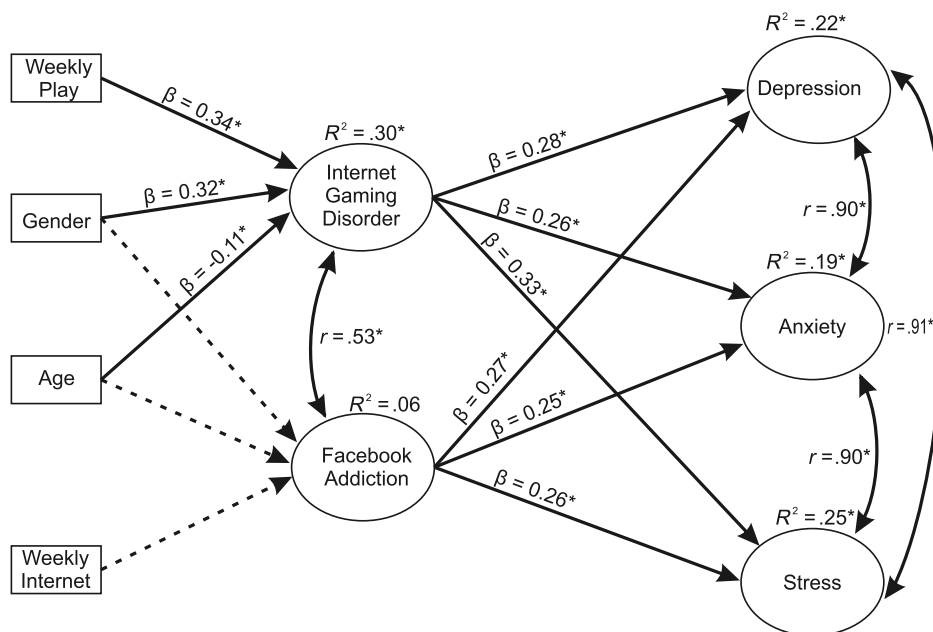 R² = .22*
Weekly
Play
Depression
β = 0.34*
R² = .30*
Internet
Gaming
Disorder
β = 0.28*
β = 0.32*
Gender
β = 0.26*
r = .90*
β = -0.11*
β = 0.33*
R² = .19*
r = .53*
Anxiety
r = .91*
Age
β = 0.27*
R² = .06
β = 0.25*
Facebook
Addiction
r = .90*
β = 0.26*
R² = .25*
Weekly
Internet
Stress